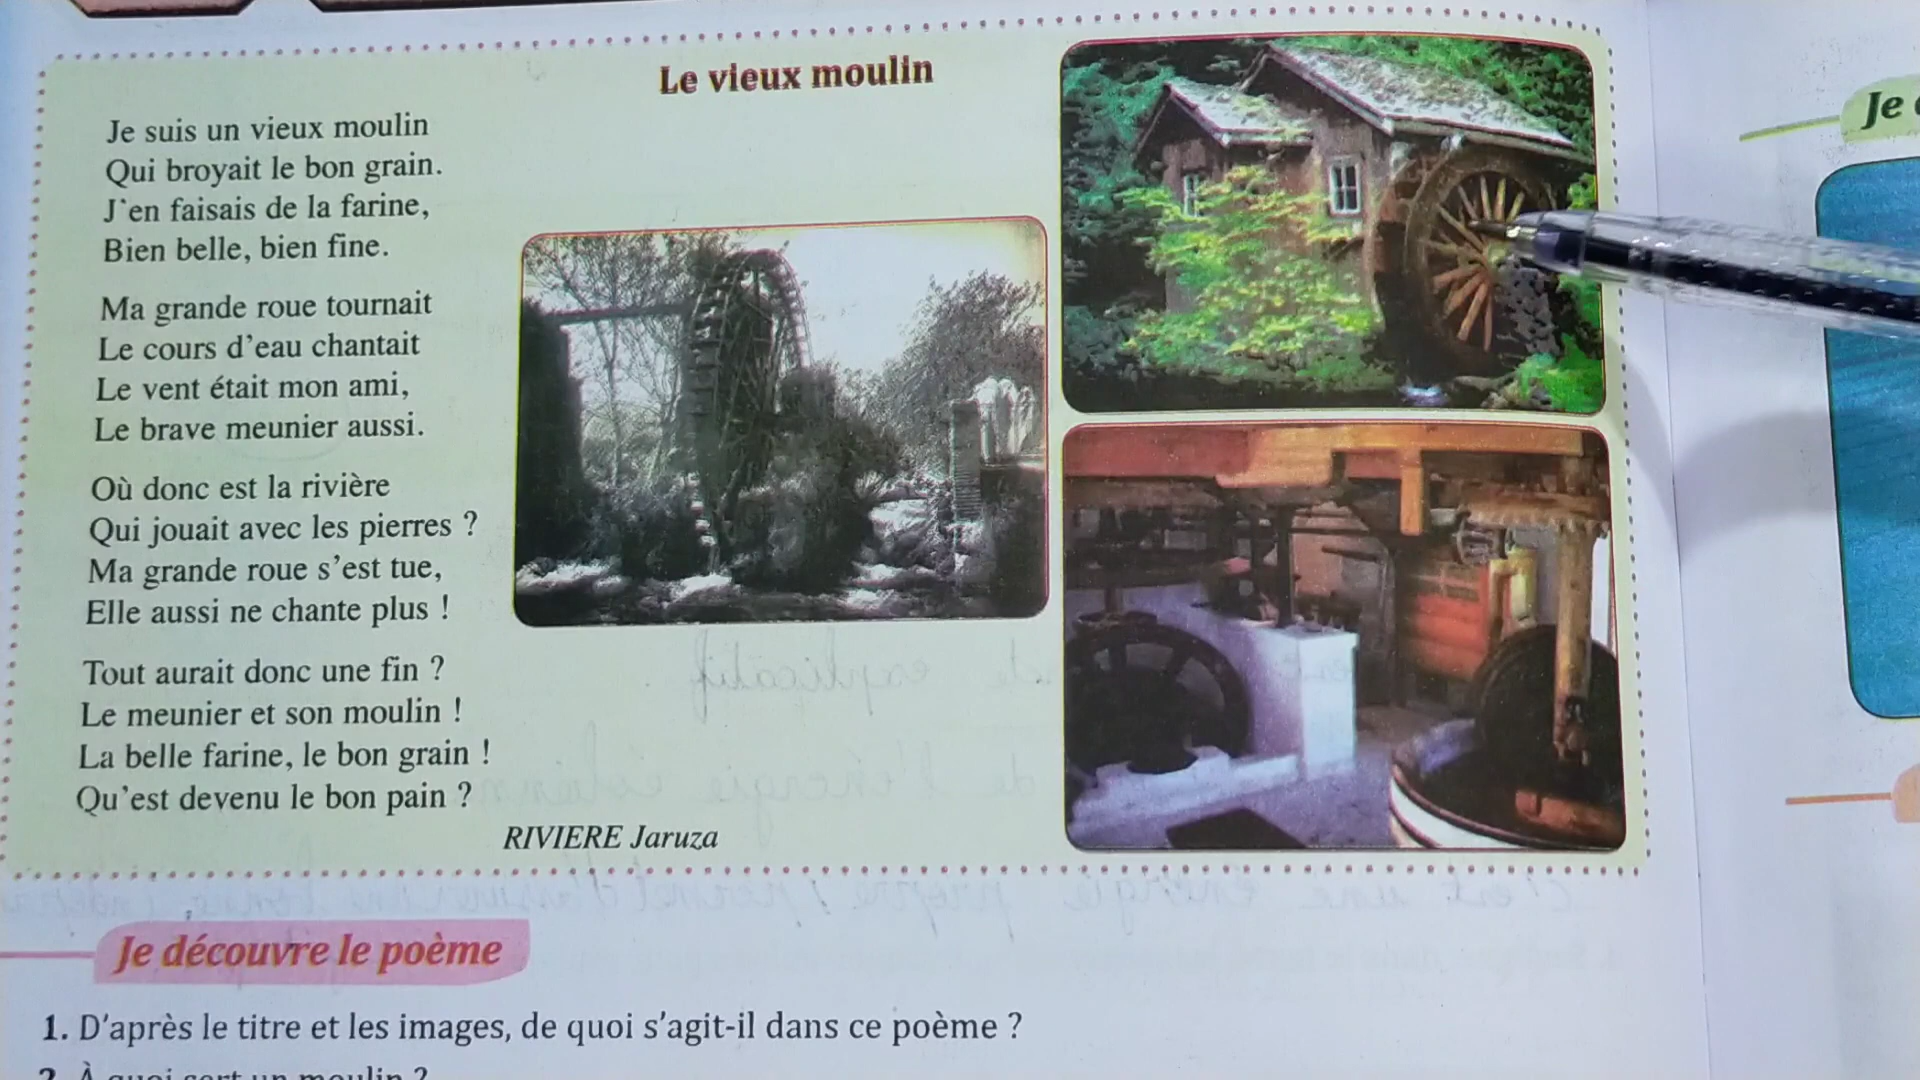 Le vieux moulin
Je suis un vieux moulin
Qui broyait le bon grain.
J'en faisais de la farine,
Bien belle, bien fine.
Ma grande roue tournait
Le cours d'eau chantait
Le vent était mon ami,
Le brave meunier aussi.
Où donc est la rivière
Qui jouait avec les pierres ?
Ma grande roue s'est tue,
Elle aussi ne chante plus !
Tout aurait donc une fin ?
Le meunier et son moulin !
La belle farine, le bon grain !
Qu'est devenu le bon pain ?
RIVIERE Jaruza
Je découvre le poème
1. D'après le titre et les images, de quoi s'agit-il dans ce poème ?
2. À quoi sert un moulin ?
Je